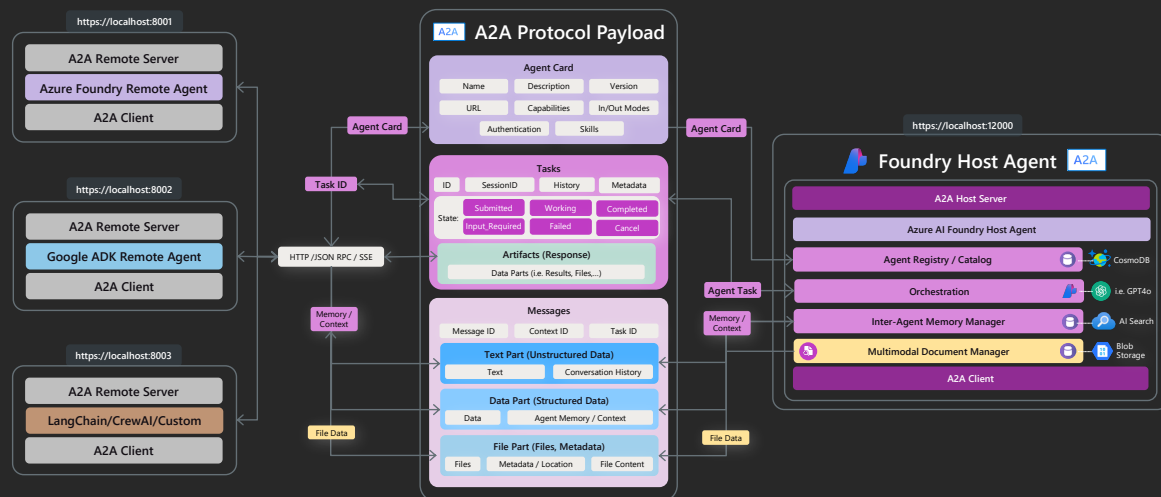 https://localhost:8001
A2A Remote Server
Azure Foundry Remote Agent
A2A Client
https://localhost:8002
A2A Remote Server
Google ADK Remote Agent
A2A Client
https://localhost:8003
A2A Remote Server
LangChain/CrewAI/Custom
A2A Client
Agent Card
Task ID
HTTP /JSON RPC / SSE
Memory /
Context
File Data
A2A A2A Protocol Payload
Agent Card
Name Description Version
URL Capabilities In/Out Modes
Authentication Skills
Tasks
ID SessionID History Metadata
State:
Submitted Working Completed
Input_Required Failed Cancel
Artifacts (Response)
Data Parts (i.e. Results, Files,...)
Messages
Message ID Context ID Task ID
Text Part (Unstructured Data)
Text Conversation History
Data Part (Structured Data)
Data Agent Memory / Context
File Part (Files, Metadata)
Files Metadata / Location File Content
Agent Card
Agent Task
Memory /
Context
File Data
https://localhost:12000
Foundry Host Agent A2A
A2A Host Server
Azure AI Foundry Host Agent
Agent Registry / Catalog CosmoDB
Orchestration i.e. GPT4o
Inter-Agent Memory Manager AI Search
Multimodal Document Manager Blob
Storage
A2A Client